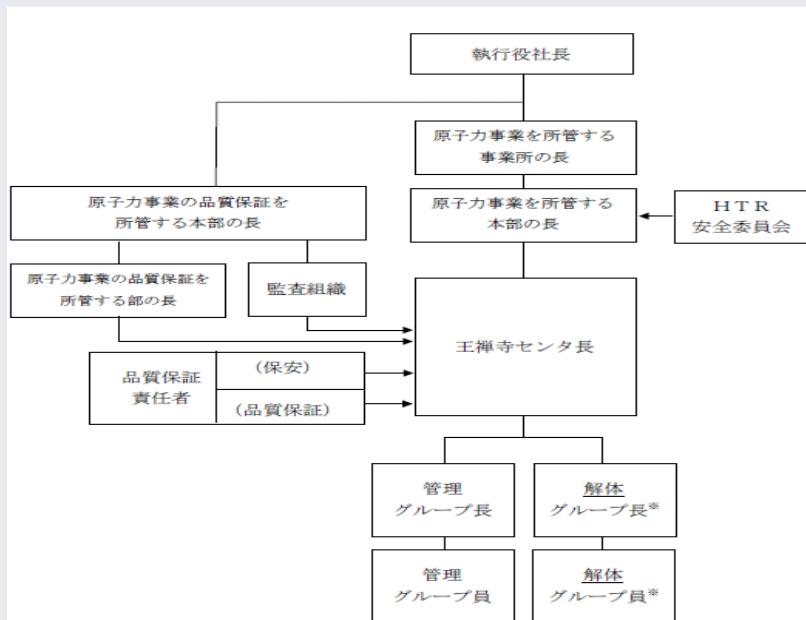 執行役社長
原子力事業を所管する
事業所の長
原子力事業の品質保証を
所管する本部の長
原子力事業を所管する
本部の長
HTR
安全委員会
原子力事業の品質保証を
所管する部の長
監査組織
王禅寺センタ長
品質保証
責任者
(保安)
(品質保証)
管理
グループ長
解体
グループ長※
管理
グループ員
解体
グループ員※